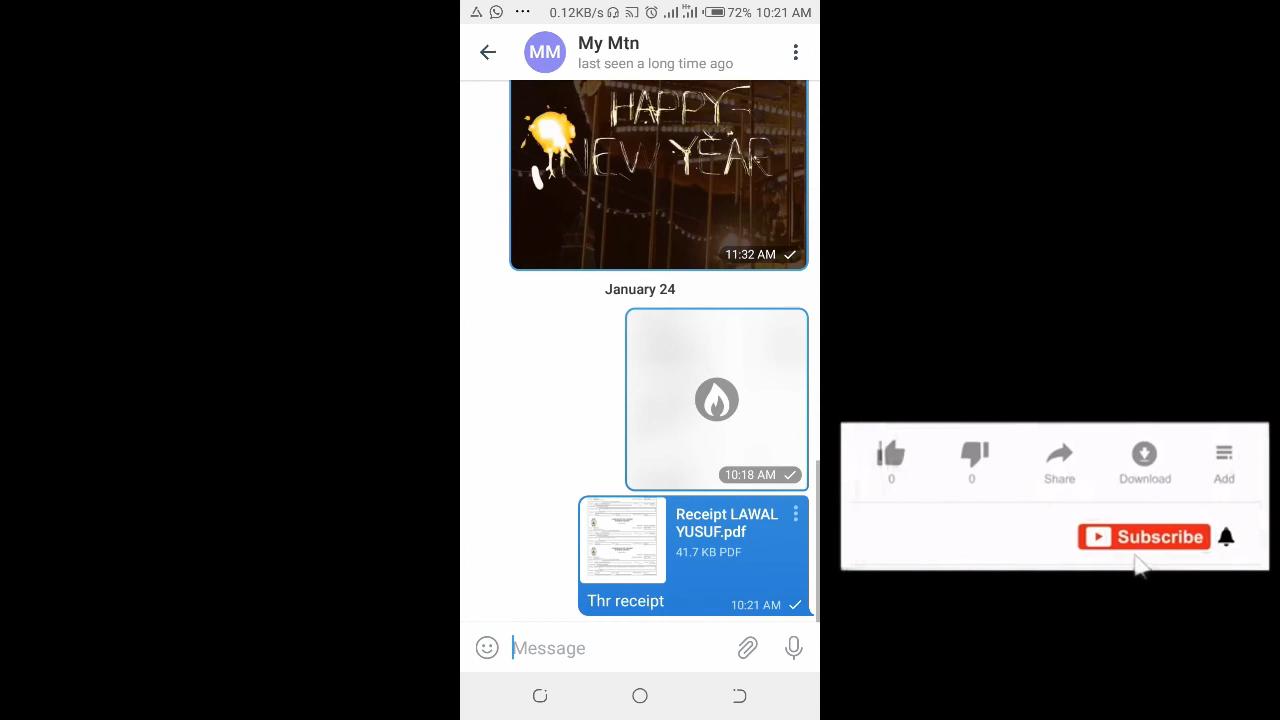 0.12KB/s H+ 72% 10:21 AM
MM
My Mtn
last seen a long time ago
HAPPY
NEW YEAR
11:32 AM
January 24
10:18 AM
Receipt LAWAL
YUSUF.pdf
41.7 KB PDF
Thr receipt
10:21 AM
Message
0 0 Share Download Add
Subscribe